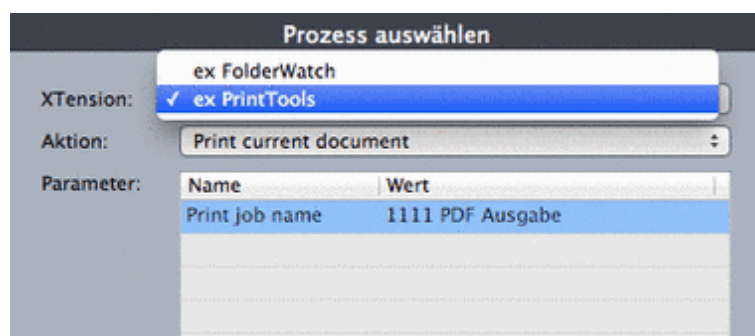 Prozess auswählen
ex FolderWatch
XTension: ✓ ex PrintTools
Aktion: Print current document
Parameter: Name Wert
Print job name 1111 PDF Ausgabe